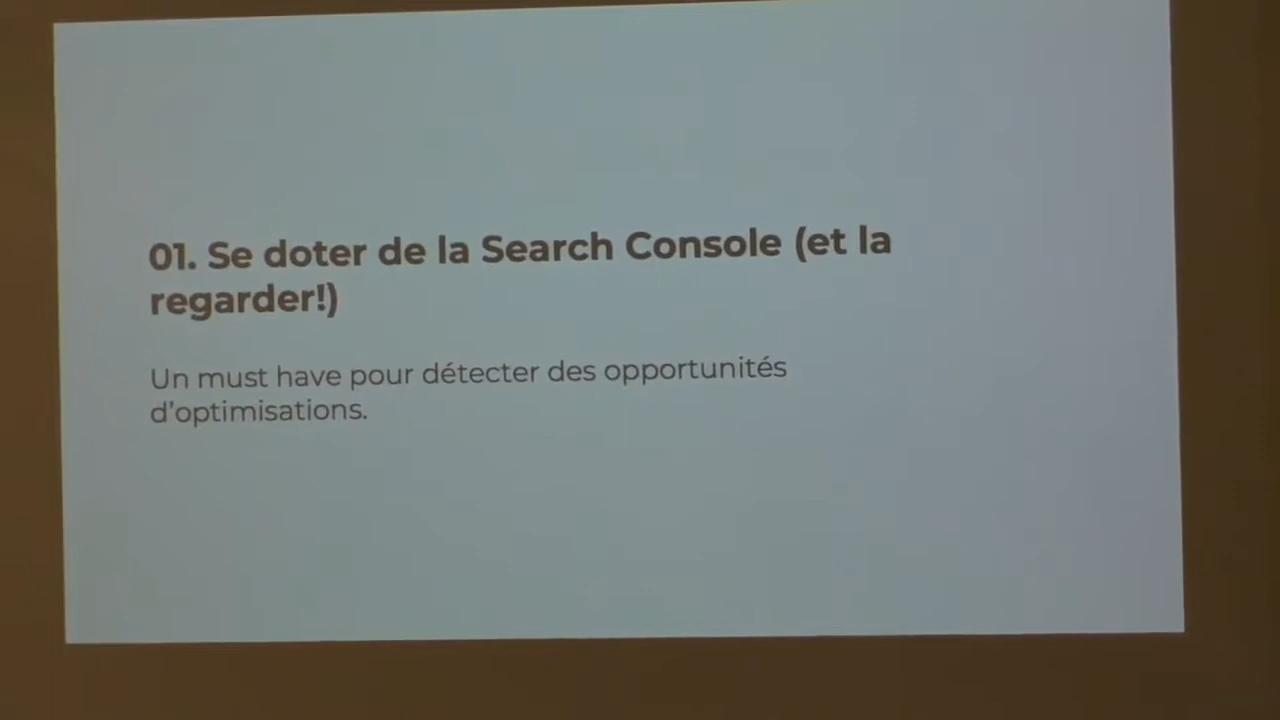 01. Se doter de la Search Console (et la
regarder!)
Un must have pour détecter des opportunités
d’optimisations.